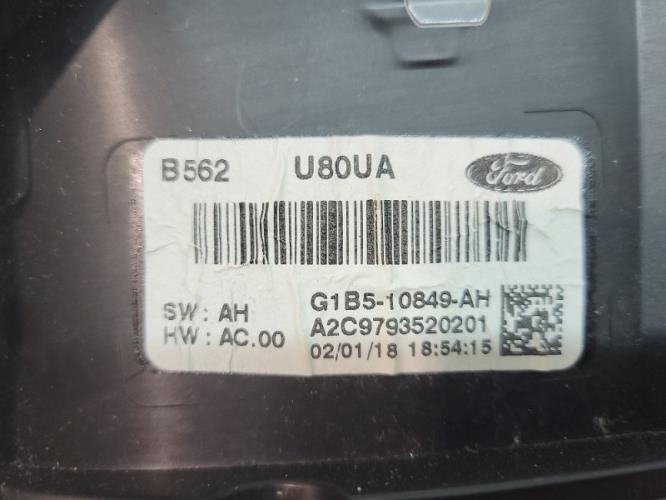 B562 U80UA Ford
SW: AH G1B5-10849-AH
HW: AC.00 A2C9793520201
02/01/18 18:54:15